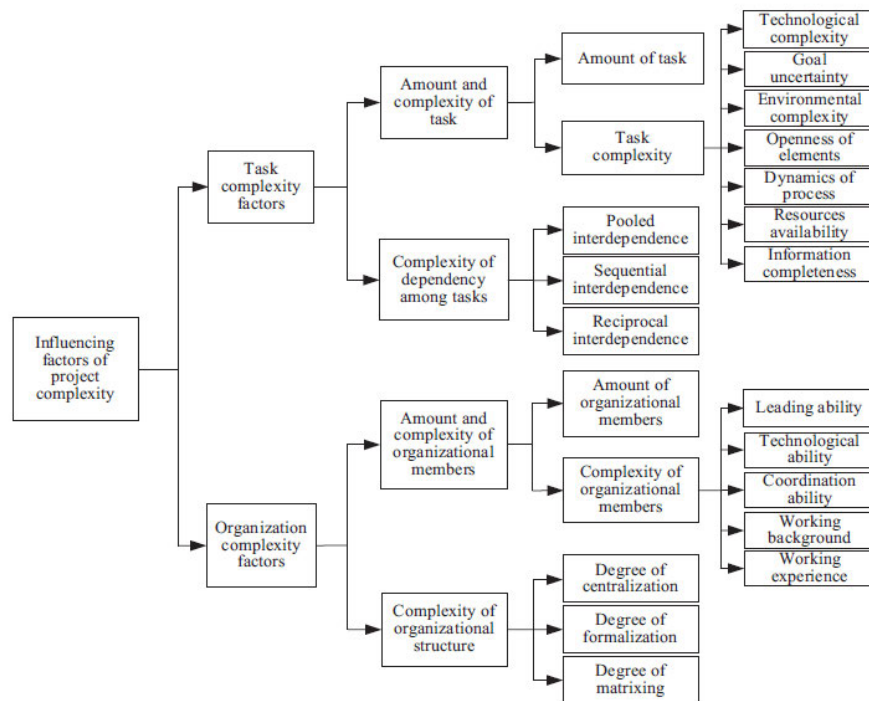 Influencing
factors of
project
complexity
Task
complexity
factors
Organization
complexity
factors
Amount and
complexity of
task
Complexity of
dependency
among tasks
Amount and
complexity of
organizational
members
Complexity of
organizational
structure
Amount of task
Task
complexity
Pooled
interdependence
Sequential
interdependence
Reciprocal
interdependence
Amount of
organizational
members
Complexity of
organizational
members
Degree of
centralization
Degree of
formalization
Degree of
matrixing
Technological
complexity
Goal
uncertainty
Environmental
complexity
Openness of
elements
Dynamics of
process
Resources
availability
Information
completeness
Leading ability
Technological
ability
Coordination
ability
Working
background
Working
experience